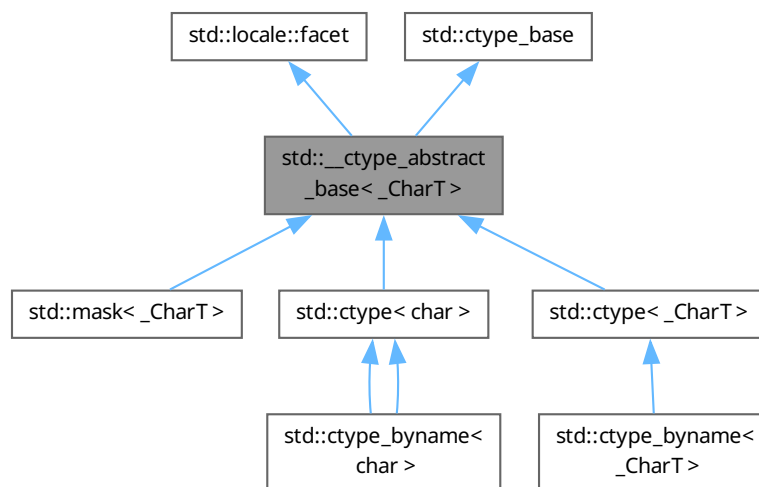 std::locale::facet
std::ctype_base
std::__ctype_abstract
_base< _CharT >
std::mask< _CharT >
std::ctype< char >
std::ctype< _CharT >
std::ctype_byname<
char >
std::ctype_byname<
_CharT >